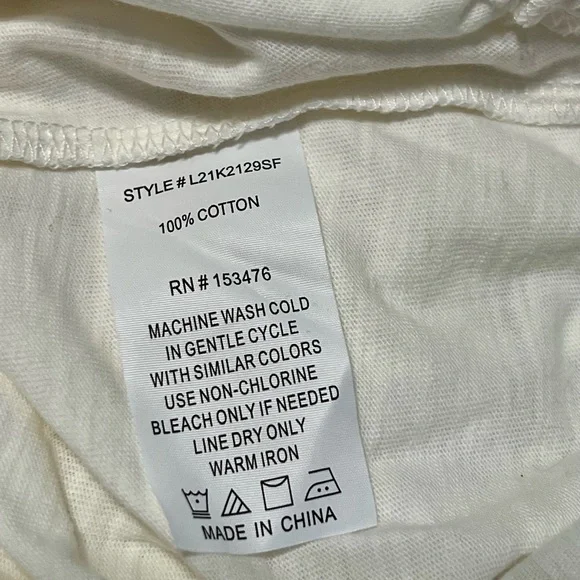 STYLE # L21K2129SF
100% COTTON
RN # 153476
MACHINE WASH COLD
IN GENTLE CYCLE
WITH SIMILAR COLORS
USE NON-CHLORINE
BLEACH ONLY IF NEEDED
LINE DRY ONLY
WARM IRON
MADE IN CHINA